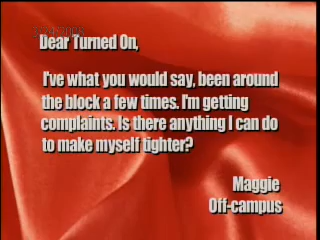 Dear Turned On,
I've what you would say, been around
the block a few times. I'm getting
complaints. Is there anything I can do
to make myself tighter?
Maggie
Off-campus